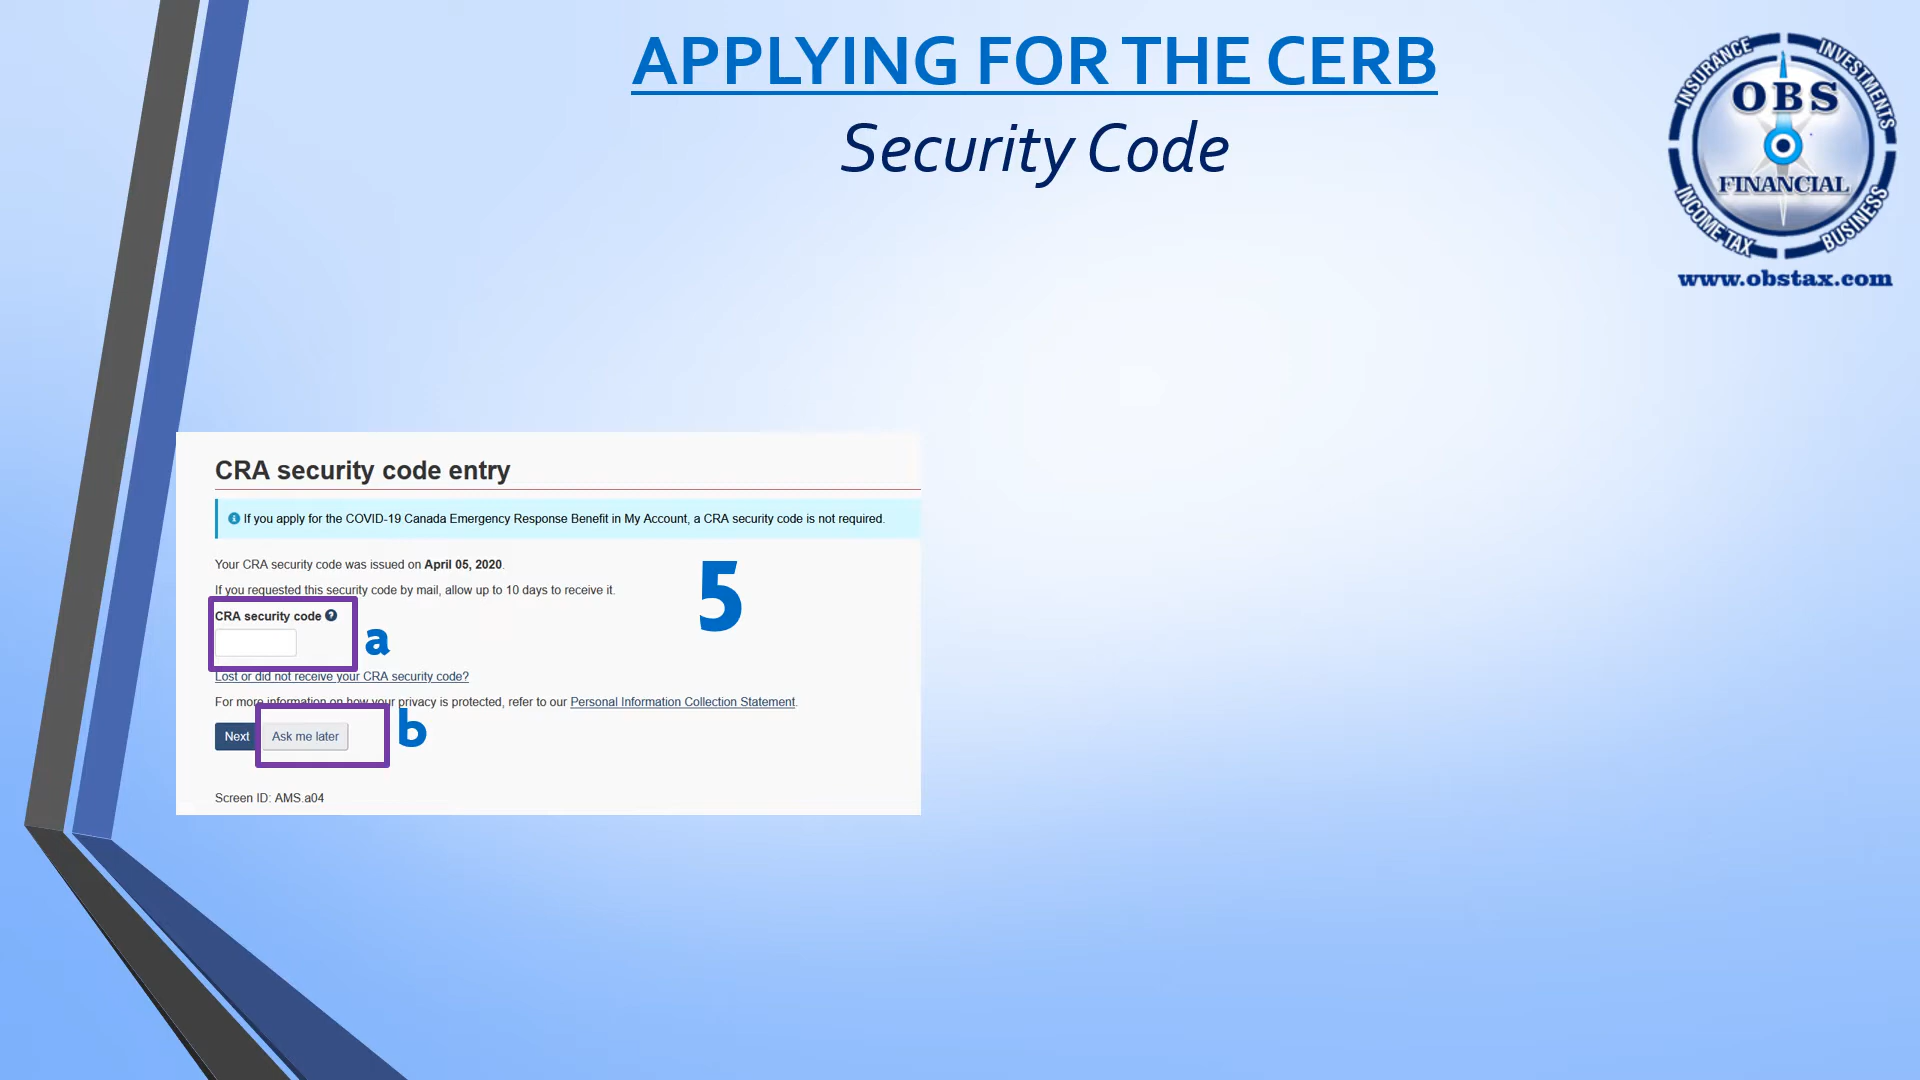 APPLYING FOR THE CERB
Security Code
INSURANCE
INVESTMENTS
OBS
FINANCIAL
INCOME TAX
BUSINESS
www.obstax.com
CRA security code entry
If you apply for the COVID-19 Canada Emergency Response Benefit in My Account, a CRA security code is not required.
Your CRA security code was issued on April 05, 2020.
If you requested this security code by mail, allow up to 10 days to receive it.
5
CRA security code ?
a
Lost or did not receive your CRA security code?
For more information on how your privacy is protected, refer to our Personal Information Collection Statement.
Next Ask me later
b
Screen ID: AMS.a04